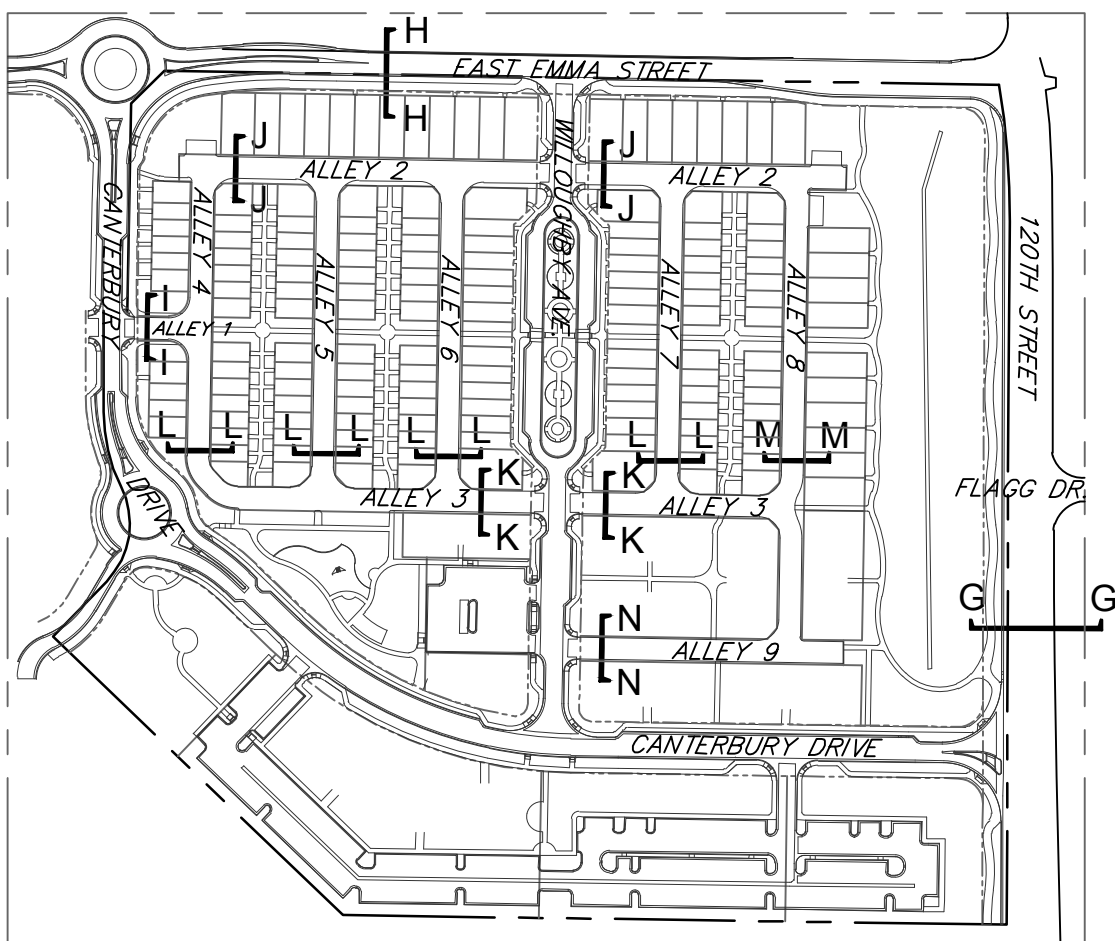 H
EAST EMMA STREET
H
J
J
ALLEY 2
ALLEY 2
J
J
CANTERBURY
ALLEY 4
WILLOUGHBY AVE.
120TH STREET
ALLEY 5
ALLEY 6
ALLEY 7
ALLEY 8
I
ALLEY 1
I
L L
L L
L L
L L
M M
K
K
ALLEY 3
ALLEY 3
K
K
FLAGG DR.
DRIVE
G G
N
ALLEY 9
N
CANTERBURY DRIVE